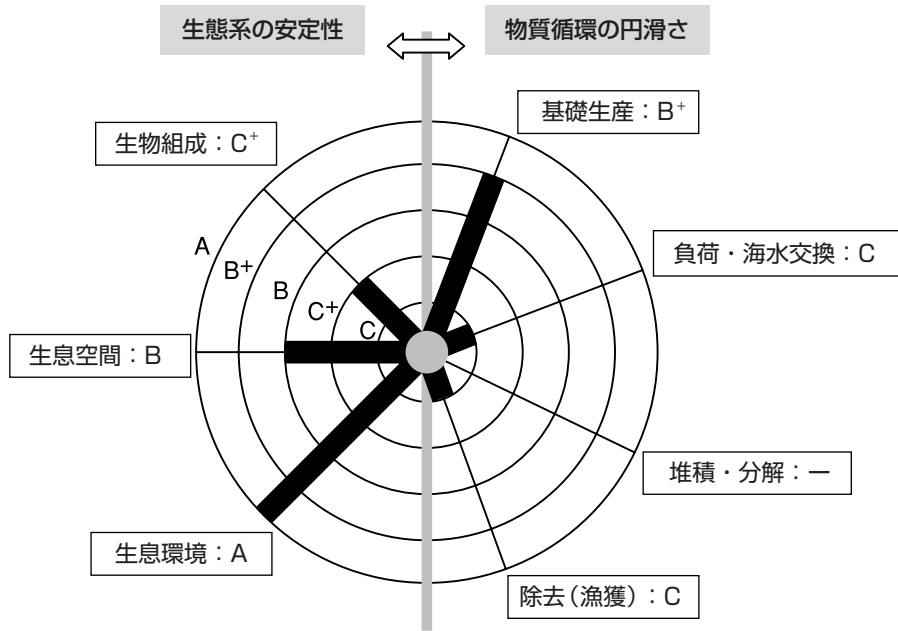 生態系の安定性
物質循環の円滑さ
基礎生産：B⁺
生物組成：C⁺
負荷・海水交換：C
A
B+
B
C+
C
生息空間：B
堆積・分解：ー
生息環境：A
除去（漁獲）：C